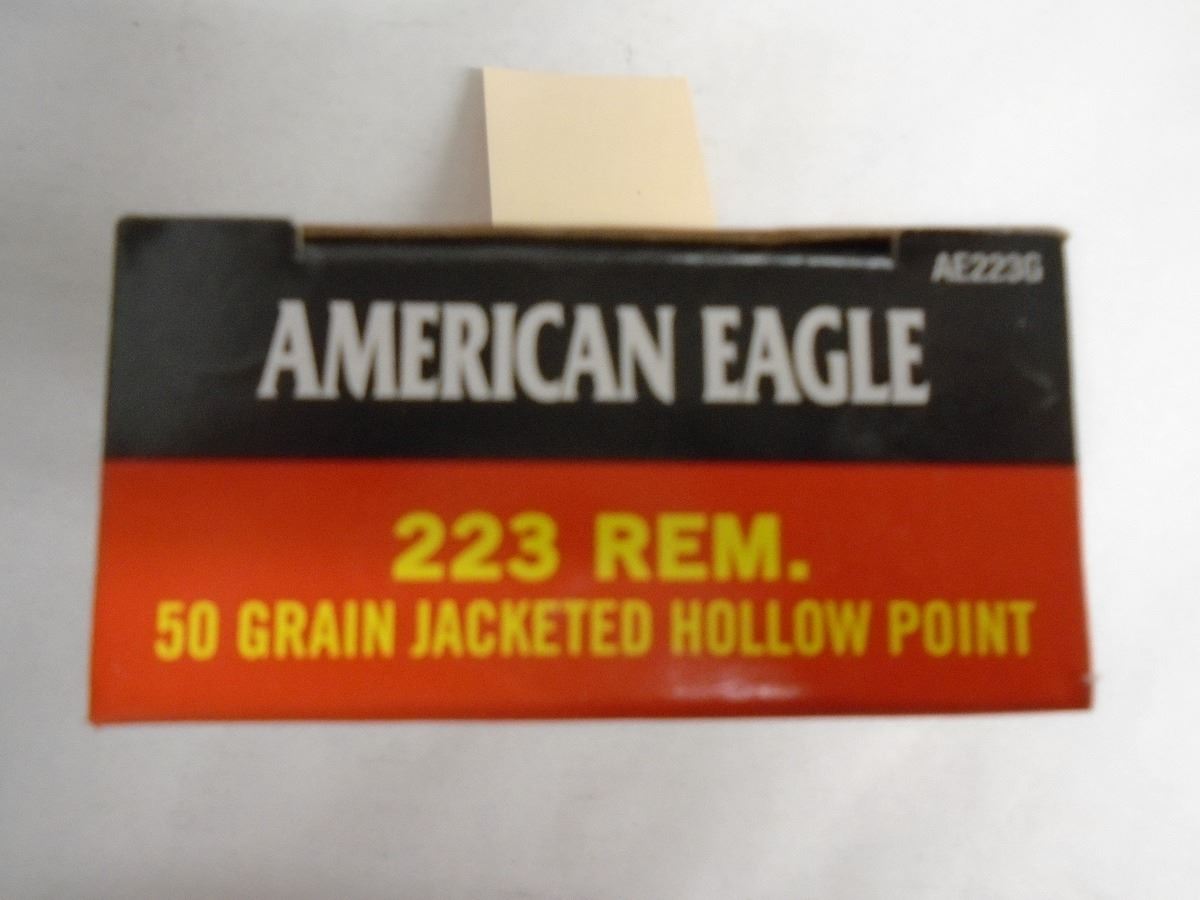 AE223G
AMERICAN EAGLE
223 REM.
50 GRAIN JACKETED HOLLOW POINT